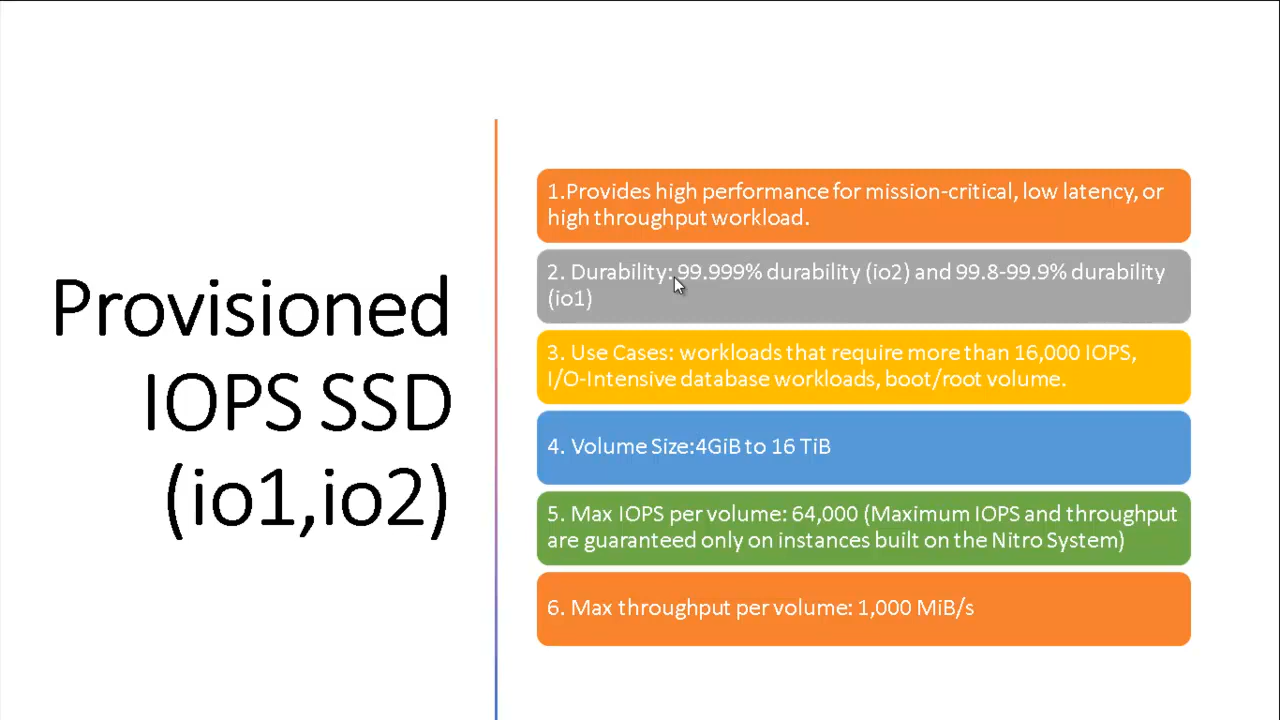 Provisioned
IOPS SSD
(io1,io2)
1.Provides high performance for mission-critical, low latency, or
high throughput workload.
2. Durability: 99.999% durability (io2) and 99.8-99.9% durability
(io1)
3. Use Cases: workloads that require more than 16,000 IOPS,
I/O-Intensive database workloads, boot/root volume.
4. Volume Size:4GiB to 16 TiB
5. Max IOPS per volume: 64,000 (Maximum IOPS and throughput
are guaranteed only on instances built on the Nitro System)
6. Max throughput per volume: 1,000 MiB/s